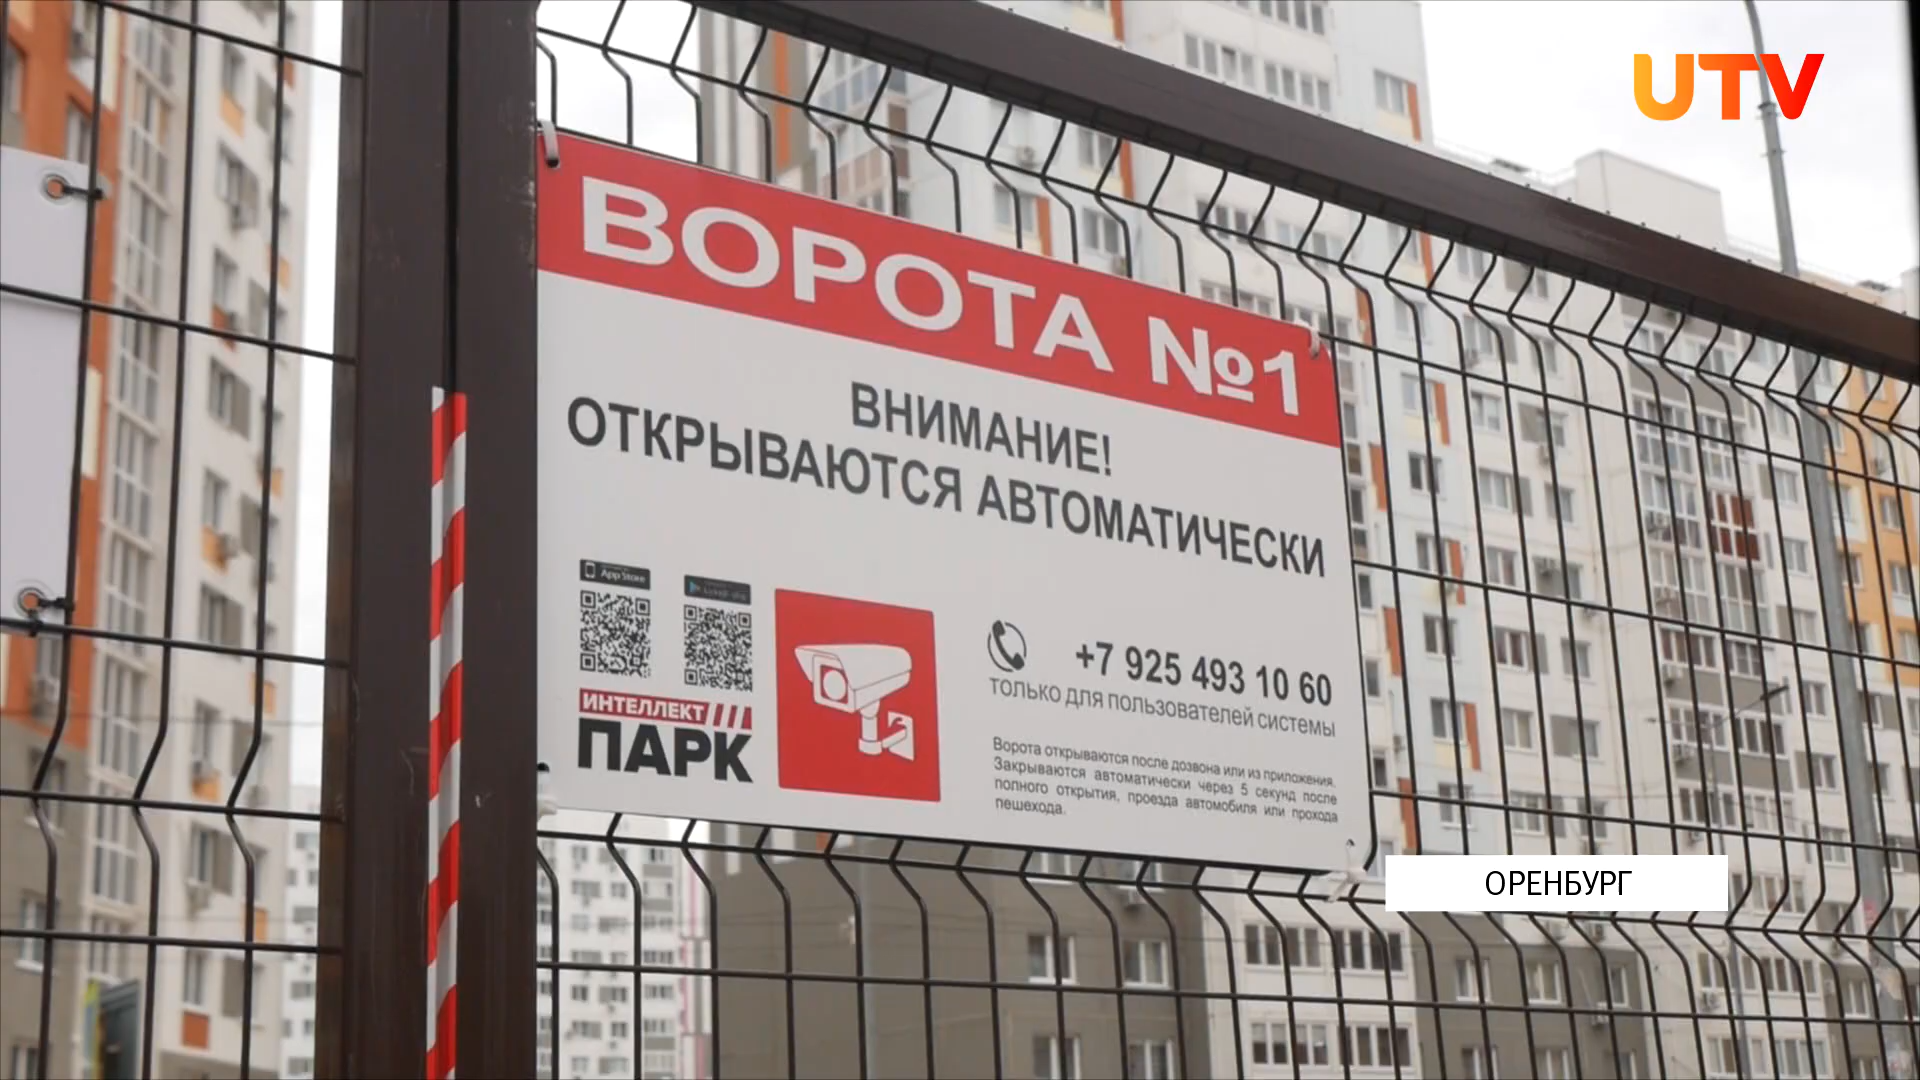 UTV
ВОРОТА №1
ВНИМАНИЕ!
ОТКРЫВАЮТСЯ АВТОМАТИЧЕСКИ
App Store
ИНТЕЛЛЕКТ
ПАРК
+7 925 493 10 60
ТОЛЬКО ДЛЯ ПОЛЬЗОВАТЕЛЕЙ СИСТЕМЫ
Ворота открываются после дозвона или из приложения.
Закрываются автоматически через 5 секунд после
полного открытия, проезда автомобиля или прохода
пешехода.
ОРЕНБУРГ